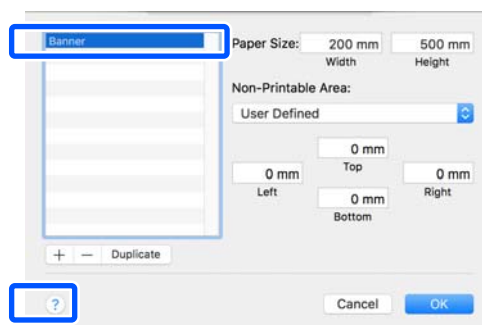 Banner
Paper Size: 200 mm 500 mm
Width Height
Non-Printable Area:
User Defined
0 mm
Top
0 mm 0 mm
Left Right
0 mm
Bottom
+ − Duplicate
? Cancel OK